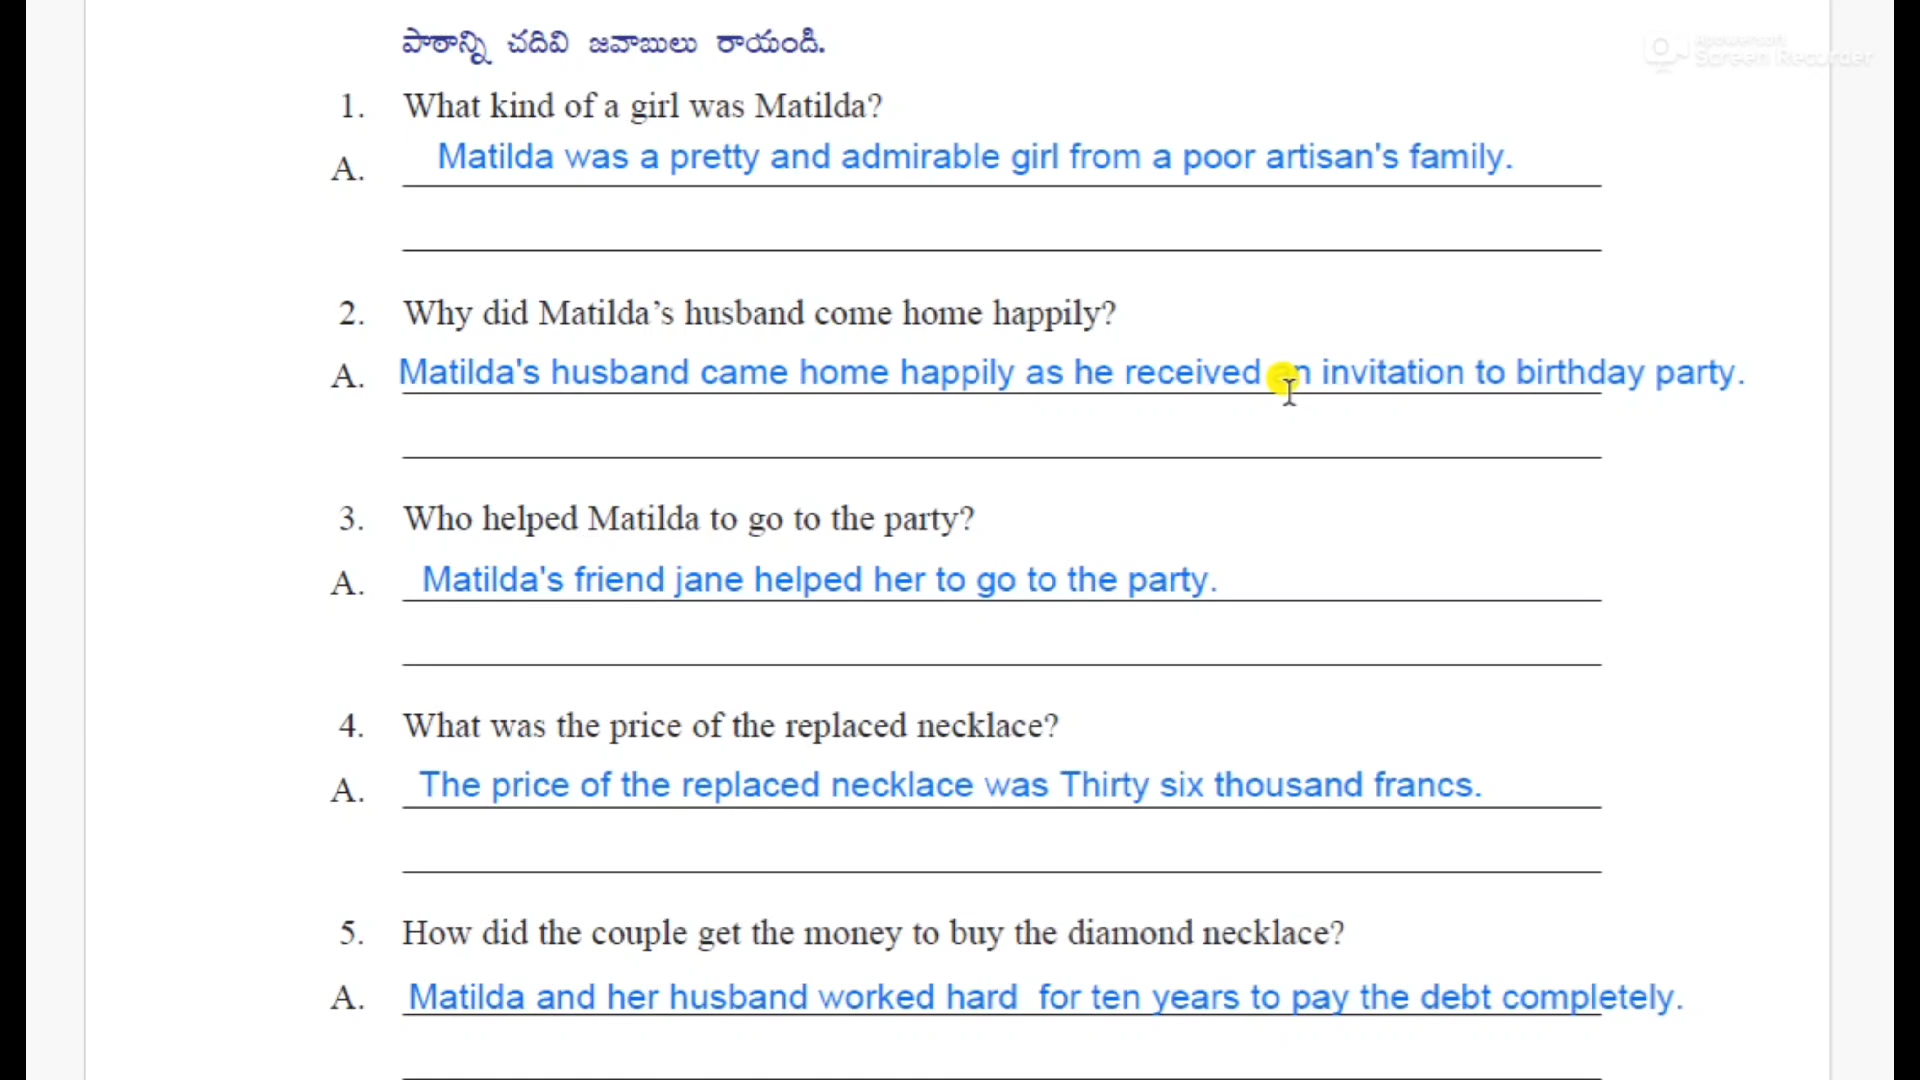 పాఠాన్ని చదివి జవాబులు రాయండి.
Apowersoft
Screen Recorder
1. What kind of a girl was Matilda?
A. Matilda was a pretty and admirable girl from a poor artisan's family.
2. Why did Matilda’s husband come home happily?
A. Matilda's husband came home happily as he received an invitation to birthday party.
3. Who helped Matilda to go to the party?
A. Matilda's friend jane helped her to go to the party.
4. What was the price of the replaced necklace?
A. The price of the replaced necklace was Thirty six thousand francs.
5. How did the couple get the money to buy the diamond necklace?
A. Matilda and her husband worked hard for ten years to pay the debt completely.